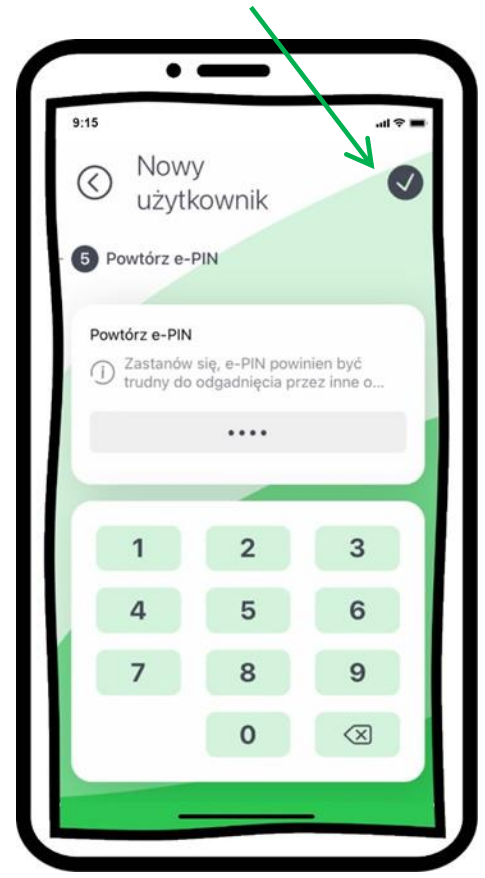 9:15
Nowy
użytkownik
5 Powtórz e-PIN
Powtórz e-PIN
Zastanów się, e-PIN powinien być
trudny do odgadnięcia przez inne o...
••••
1 2 3
4 5 6
7 8 9
0